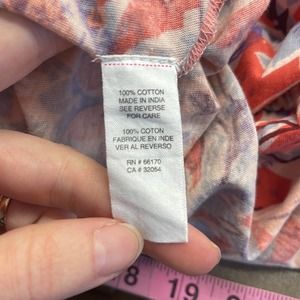 100% COTTON
MADE IN INDIA
SEE REVERSE
FOR CARE
100% COTON
FABRIQUE EN INDE
VER AL REVERSO
RN # 66170
CA # 32054
8 19